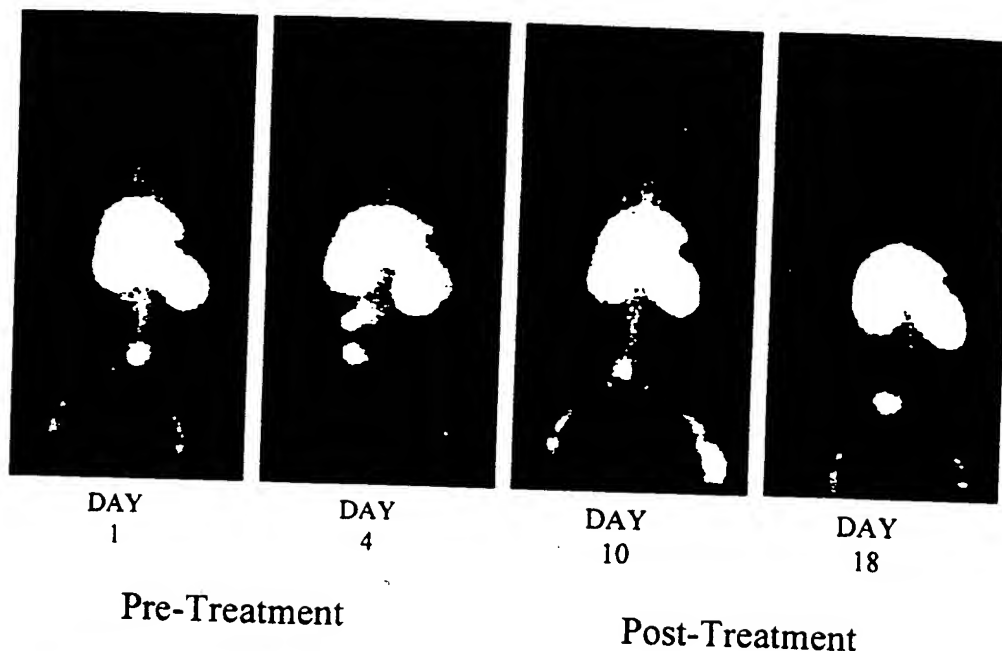 DAY
1
DAY
4
DAY
10
DAY
18
Pre-Treatment
Post-Treatment